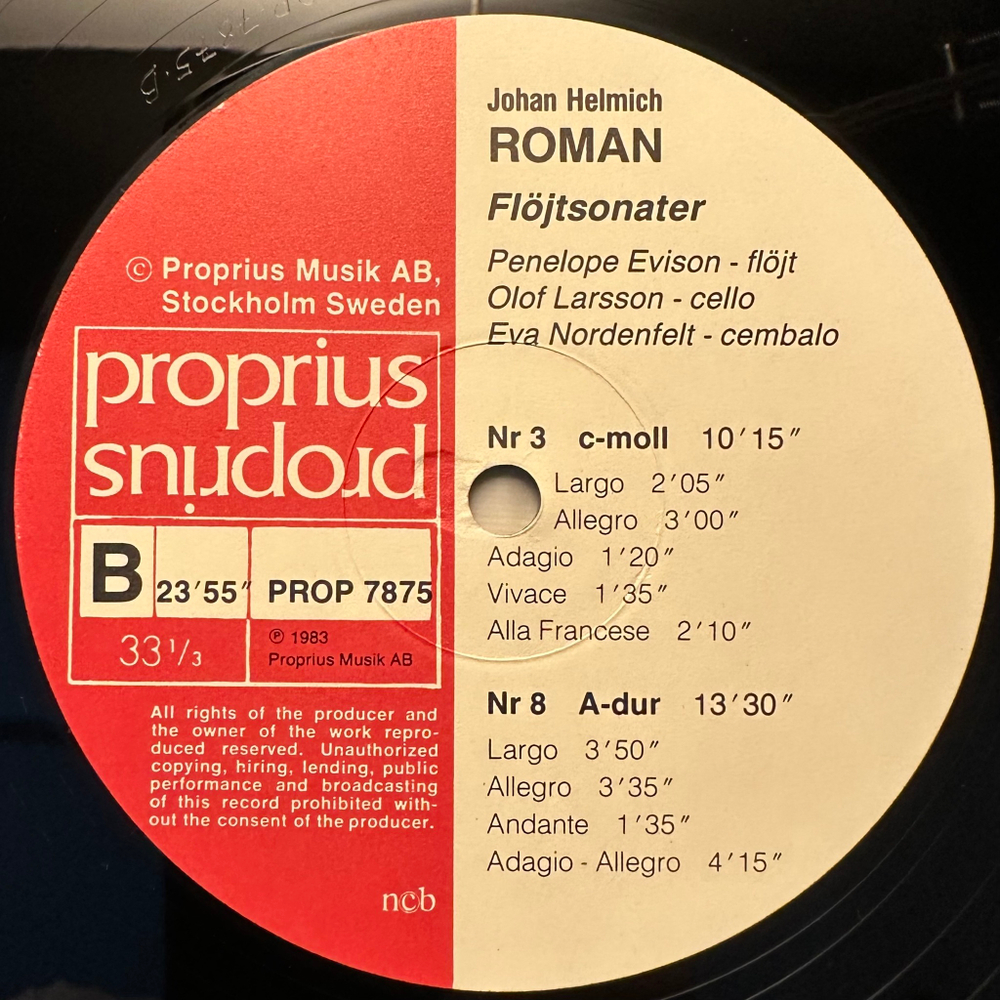 PROP 7875-B
© Proprius Musik AB,
Stockholm Sweden
proprius
proprius
B 23'55" PROP 7875
33 1/3
℗ 1983
Proprius Musik AB
All rights of the producer and
the owner of the work repro-
duced reserved. Unauthorized
copying, hiring, lending, public
performance and broadcasting
of this record prohibited with-
out the consent of the producer.
ncb
Johan Helmich
ROMAN
Flöjtsonater
Penelope Evison - flöjt
Olof Larsson - cello
Eva Nordenfelt - cembalo
Nr 3 c-moll 10'15"
Largo 2'05"
Allegro 3'00"
Adagio 1'20"
Vivace 1'35"
Alla Francese 2'10"
Nr 8 A-dur 13'30"
Largo 3'50"
Allegro 3'35"
Andante 1'35"
Adagio - Allegro 4'15"